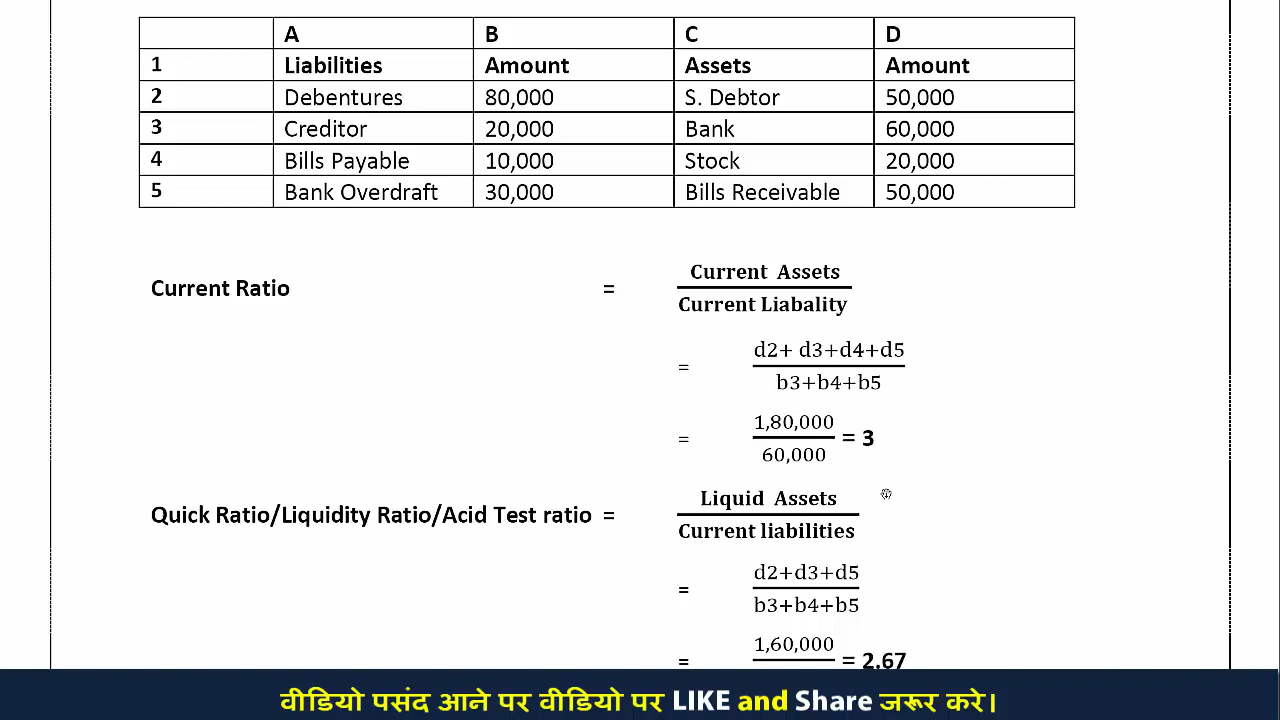 A B C D
1 Liabilities Amount Assets Amount
2 Debentures 80,000 S. Debtor 50,000
3 Creditor 20,000 Bank 60,000
4 Bills Payable 10,000 Stock 20,000
5 Bank Overdraft 30,000 Bills Receivable 50,000
Current Ratio =
Current Assets
Current Liabality
=
d2+ d3+d4+d5
b3+b4+b5
=
1,80,000
60,000
= 3
Quick Ratio/Liquidity Ratio/Acid Test ratio =
Liquid Assets
Current liabilities
=
d2+d3+d5
b3+b4+b5
=
1,60,000
= 2.67
वीडियो पसंद आने पर वीडियो पर LIKE and Share जरूर करे।